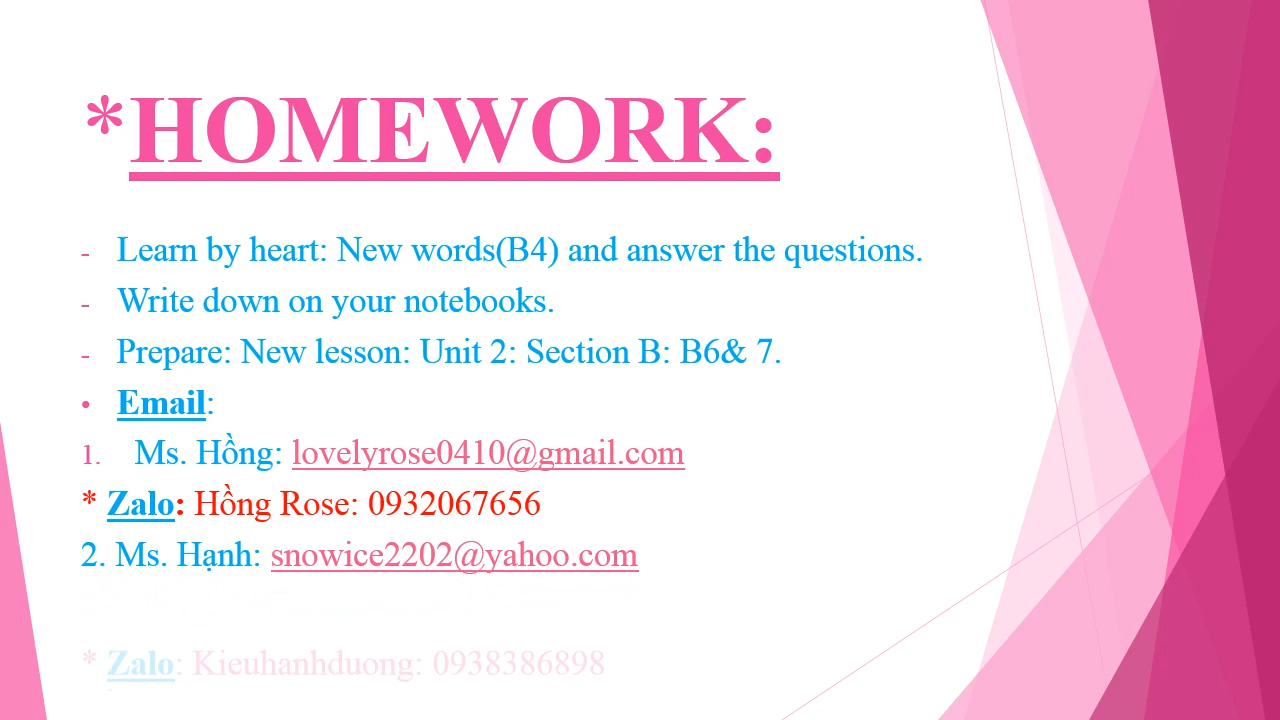 *HOMEWORK:
- Learn by heart: New words(B4) and answer the questions.
- Write down on your notebooks.
- Prepare: New lesson: Unit 2: Section B: B6& 7.
• Email:
1. Ms. Hồng: lovelyrose0410@gmail.com
* Zalo: Hồng Rose: 0932067656
2. Ms. Hạnh: snowice2202@yahoo.com
* Zalo: Kieuhanhduong: 0938386898